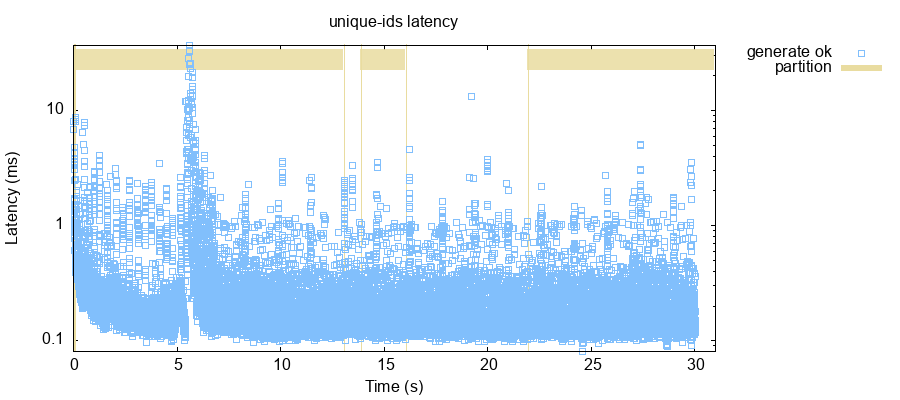 unique-ids latency
generate ok
partition
Latency (ms)
10
1
0.1
0 5 10 15 20 25 30
Time (s)